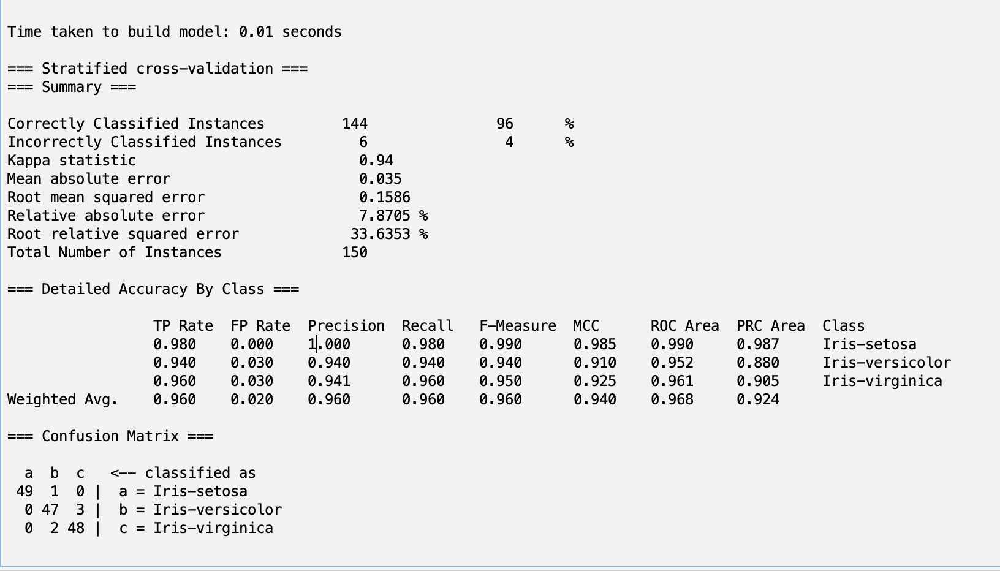 Time taken to build model: 0.01 seconds
=== Stratified cross-validation ===
=== Summary ===
Correctly Classified Instances         144               96      %
Incorrectly Classified Instances         6                4      %
Kappa statistic                          0.94
Mean absolute error                      0.035
Root mean squared error                  0.1586
Relative absolute error                  7.8705 %
Root relative squared error             33.6353 %
Total Number of Instances              150
=== Detailed Accuracy By Class ===
                 TP Rate  FP Rate  Precision  Recall   F-Measure  MCC      ROC Area  PRC Area  Class
                 0.980    0.000    1.000      0.980    0.990      0.985    0.990     0.987     Iris-setosa
                 0.940    0.030    0.940      0.940    0.940      0.910    0.952     0.880     Iris-versicolor
                 0.960    0.030    0.941      0.960    0.950      0.925    0.961     0.905     Iris-virginica
Weighted Avg.    0.960    0.020    0.960      0.960    0.960      0.940    0.968     0.924
=== Confusion Matrix ===
  a  b  c   <-- classified as
 49  1  0 |  a = Iris-setosa
  0 47  3 |  b = Iris-versicolor
  0  2 48 |  c = Iris-virginica